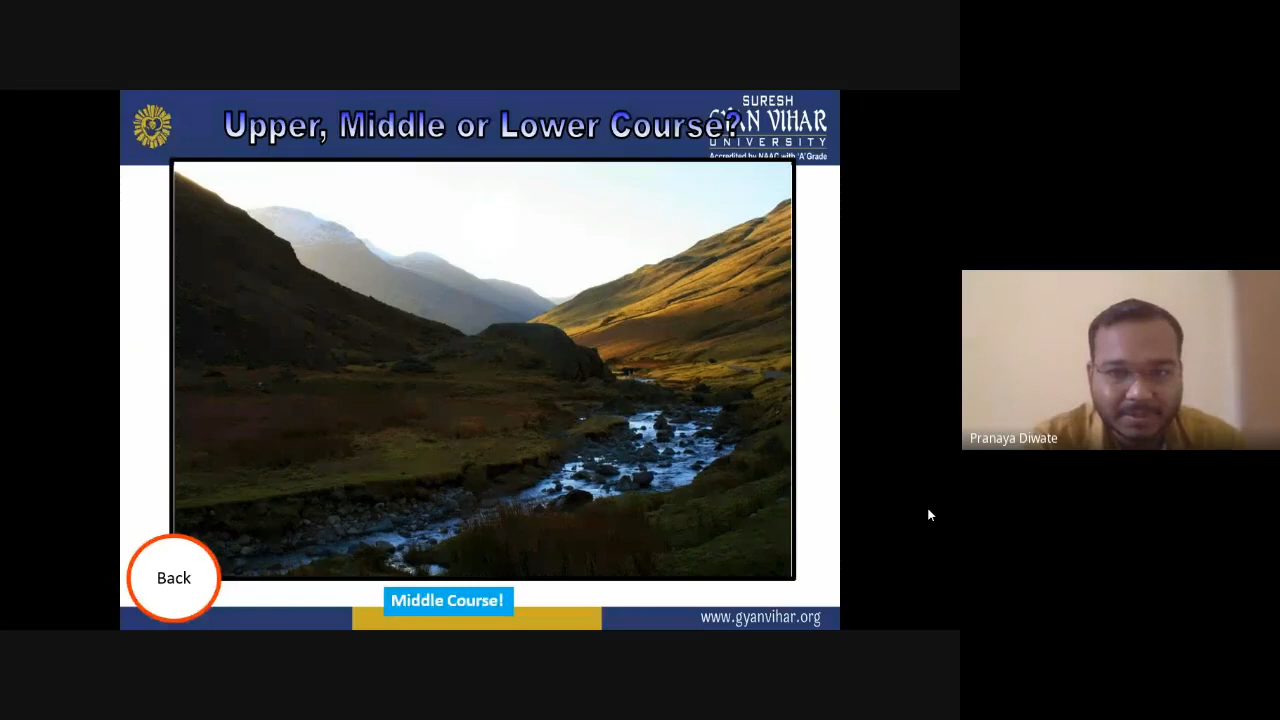 Upper, Middle or Lower Course?
SURESH
GYAN VIHAR
UNIVERSITY
Accredited by NAAC with 'A' Grade
Pranaya Diwate
Back
Middle Course!
www.gyanvihar.org